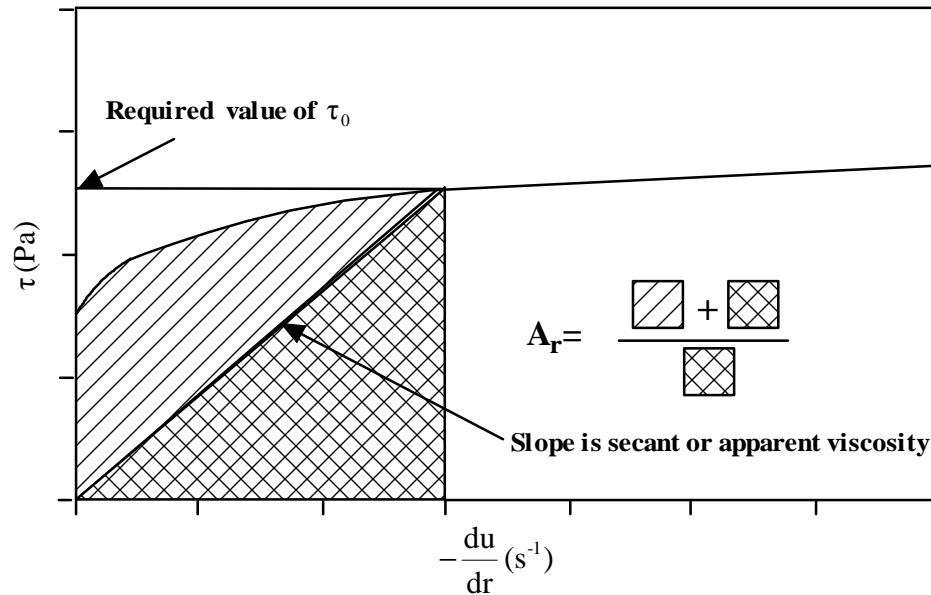 Required value of τ₀
τ (Pa)
Aᵣ=
+
Slope is secant or apparent viscosity
− du/dr (s⁻¹)